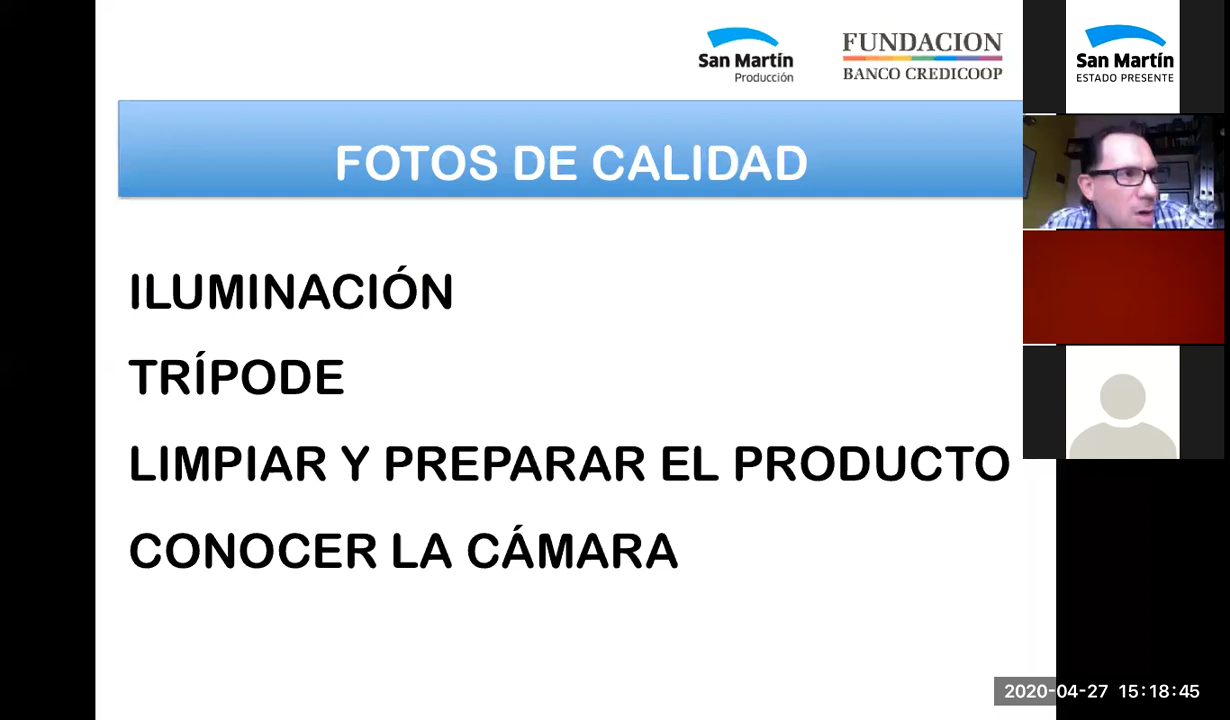 San Martín
Producción
FUNDACION
BANCO CREDICOOP
San Martín
ESTADO PRESENTE
FOTOS DE CALIDAD
ILUMINACIÓN
TRÍPODE
LIMPIAR Y PREPARAR EL PRODUCTO
CONOCER LA CÁMARA
2020-04-27 15:18:45